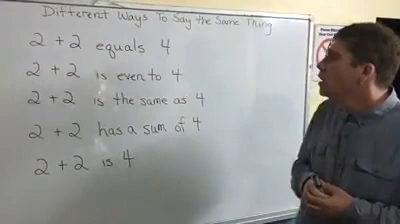 Different Ways To Say the Same Thing
2 + 2 equals 4
2 + 2 is even to 4
2 + 2 is the same as 4
2 + 2 has a sum of 4
2 + 2 is 4